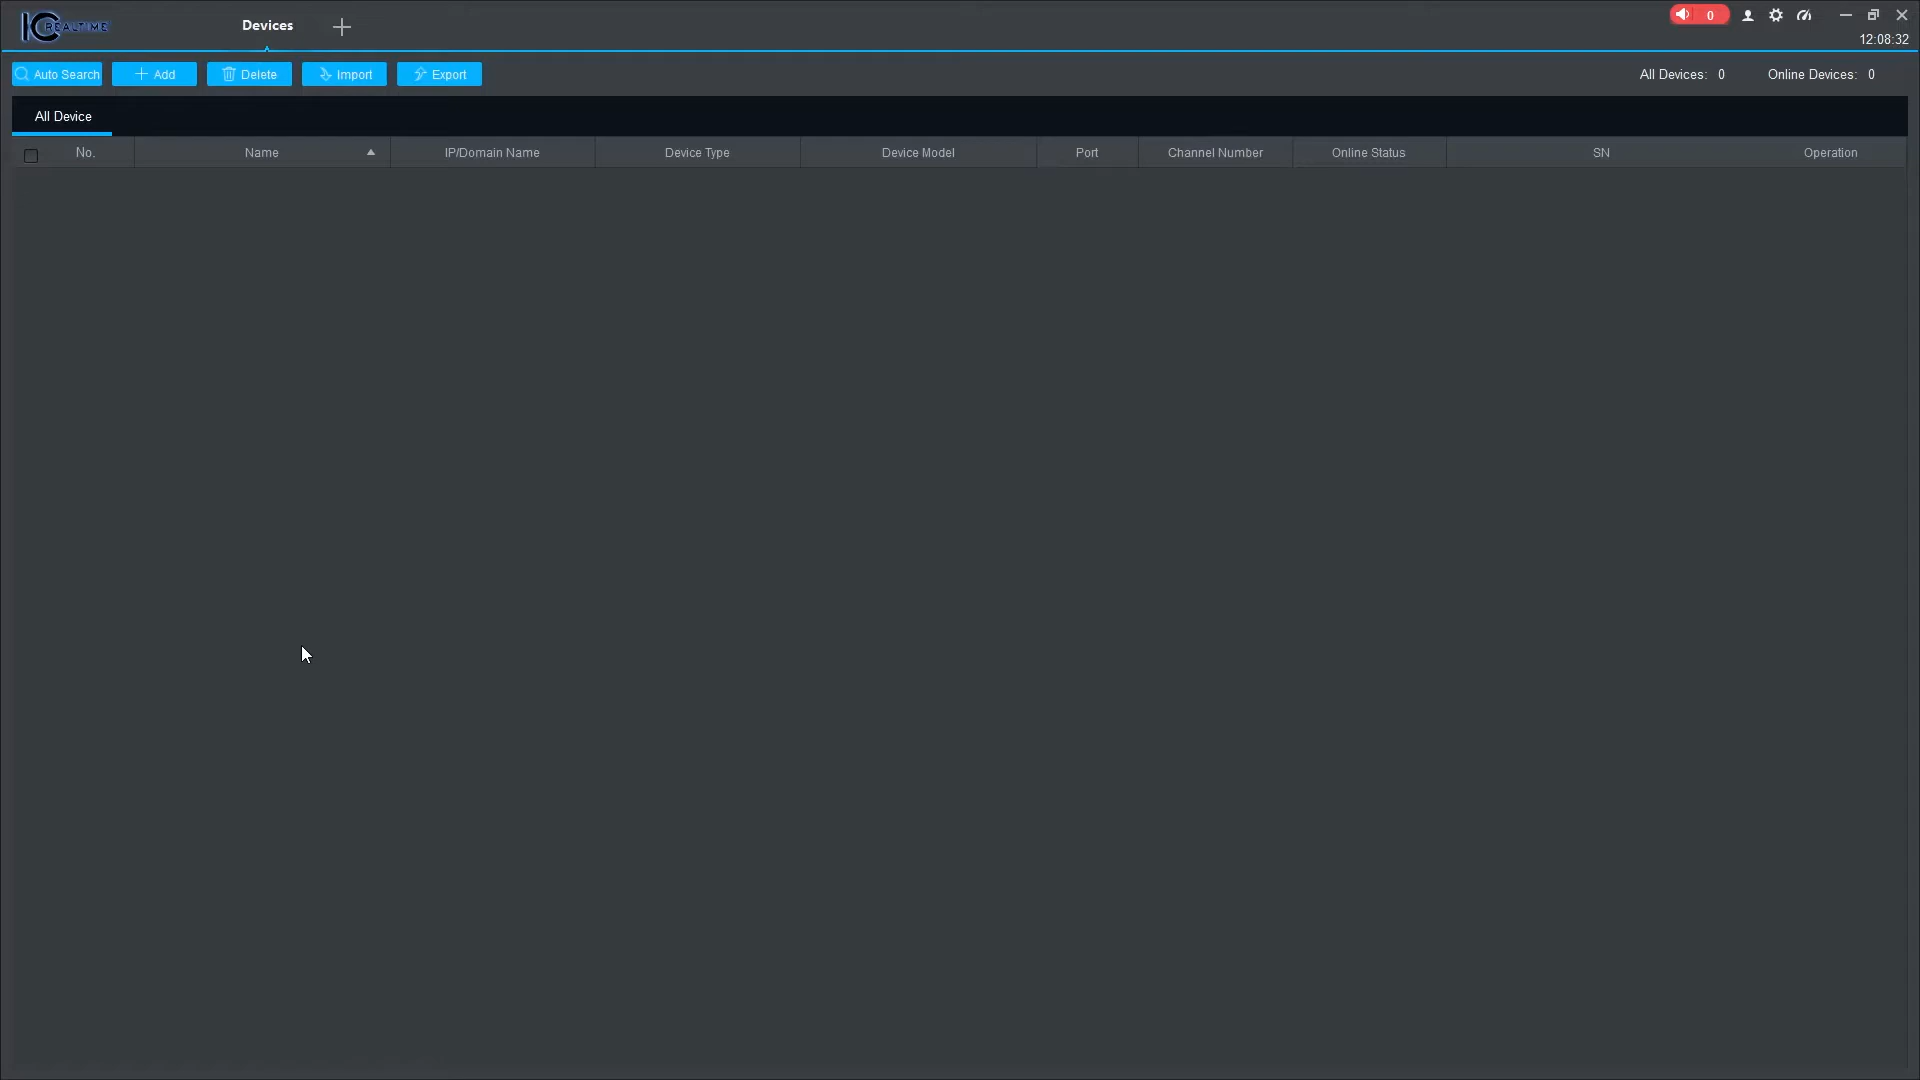 IC REALTIME
Devices
0
12:08:32
Auto Search
Add
Delete
Import
Export
All Devices: 0
Online Devices: 0
All Device
No.
Name
IP/Domain Name
Device Type
Device Model
Port
Channel Number
Online Status
SN
Operation